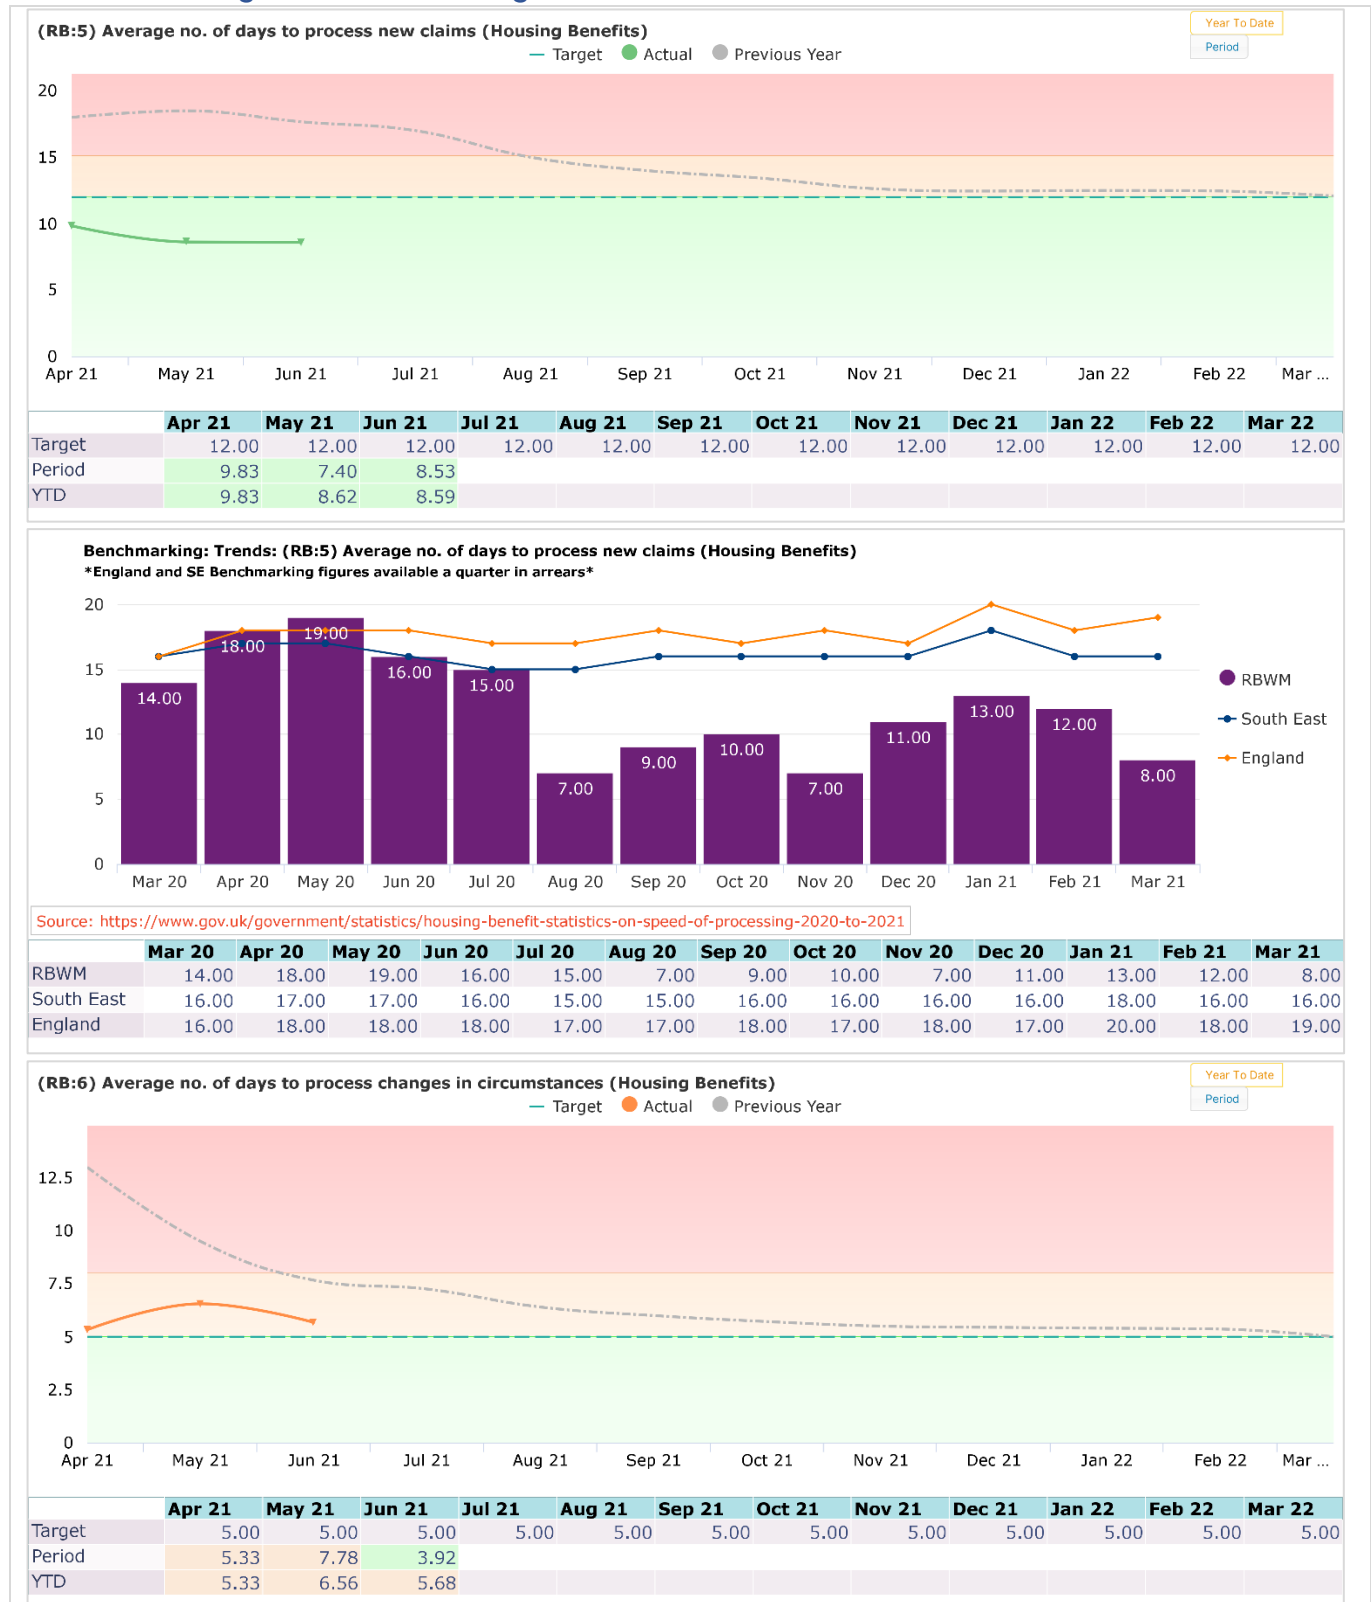 (RB:5) Average no. of days to process new claims (Housing Benefits)
Year To Date
Period
Target Actual Previous Year
20
15
10
5
0
Apr 21 May 21 Jun 21 Jul 21 Aug 21 Sep 21 Oct 21 Nov 21 Dec 21 Jan 22 Feb 22 Mar ...
Apr 21 May 21 Jun 21 Jul 21 Aug 21 Sep 21 Oct 21 Nov 21 Dec 21 Jan 22 Feb 22 Mar 22
Target 12.00 12.00 12.00 12.00 12.00 12.00 12.00 12.00 12.00 12.00 12.00 12.00
Period 9.83 7.40 8.53
YTD 9.83 8.62 8.59
Benchmarking: Trends: (RB:5) Average no. of days to process new claims (Housing Benefits)
*England and SE Benchmarking figures available a quarter in arrears*
20
15
10
5
0
14.00 18.00 19.00 16.00 15.00 7.00 9.00 10.00 7.00 11.00 13.00 12.00 8.00
RBWM
South East
England
Mar 20 Apr 20 May 20 Jun 20 Jul 20 Aug 20 Sep 20 Oct 20 Nov 20 Dec 20 Jan 21 Feb 21 Mar 21
Source: https://www.gov.uk/government/statistics/housing-benefit-statistics-on-speed-of-processing-2020-to-2021
Mar 20 Apr 20 May 20 Jun 20 Jul 20 Aug 20 Sep 20 Oct 20 Nov 20 Dec 20 Jan 21 Feb 21 Mar 21
RBWM 14.00 18.00 19.00 16.00 15.00 7.00 9.00 10.00 7.00 11.00 13.00 12.00 8.00
South East 16.00 17.00 17.00 16.00 15.00 15.00 16.00 16.00 16.00 16.00 18.00 16.00 16.00
England 16.00 18.00 18.00 18.00 17.00 17.00 18.00 17.00 18.00 17.00 20.00 18.00 19.00
(RB:6) Average no. of days to process changes in circumstances (Housing Benefits)
Year To Date
Period
Target Actual Previous Year
12.5
10
7.5
5
2.5
0
Apr 21 May 21 Jun 21 Jul 21 Aug 21 Sep 21 Oct 21 Nov 21 Dec 21 Jan 22 Feb 22 Mar ...
Apr 21 May 21 Jun 21 Jul 21 Aug 21 Sep 21 Oct 21 Nov 21 Dec 21 Jan 22 Feb 22 Mar 22
Target 5.00 5.00 5.00 5.00 5.00 5.00 5.00 5.00 5.00 5.00 5.00 5.00
Period 5.33 7.78 3.92
YTD 5.33 6.56 5.68